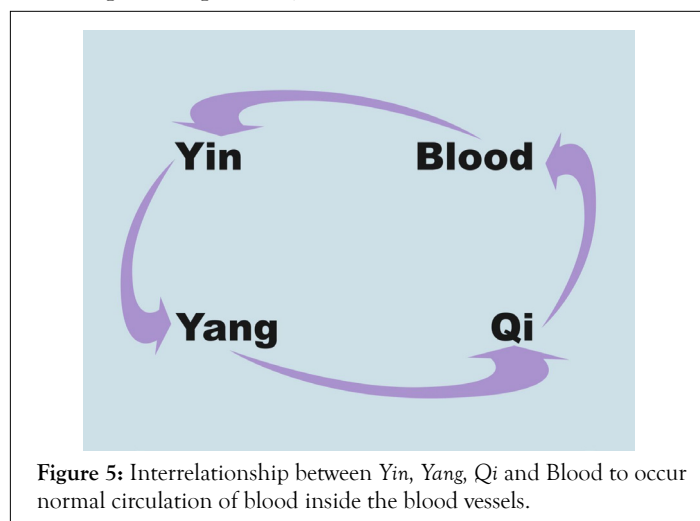 Yin Blood
Yang Qi
Figure 5: Interrelationship between Yin, Yang, Qi and Blood to occur
normal circulation of blood inside the blood vessels.